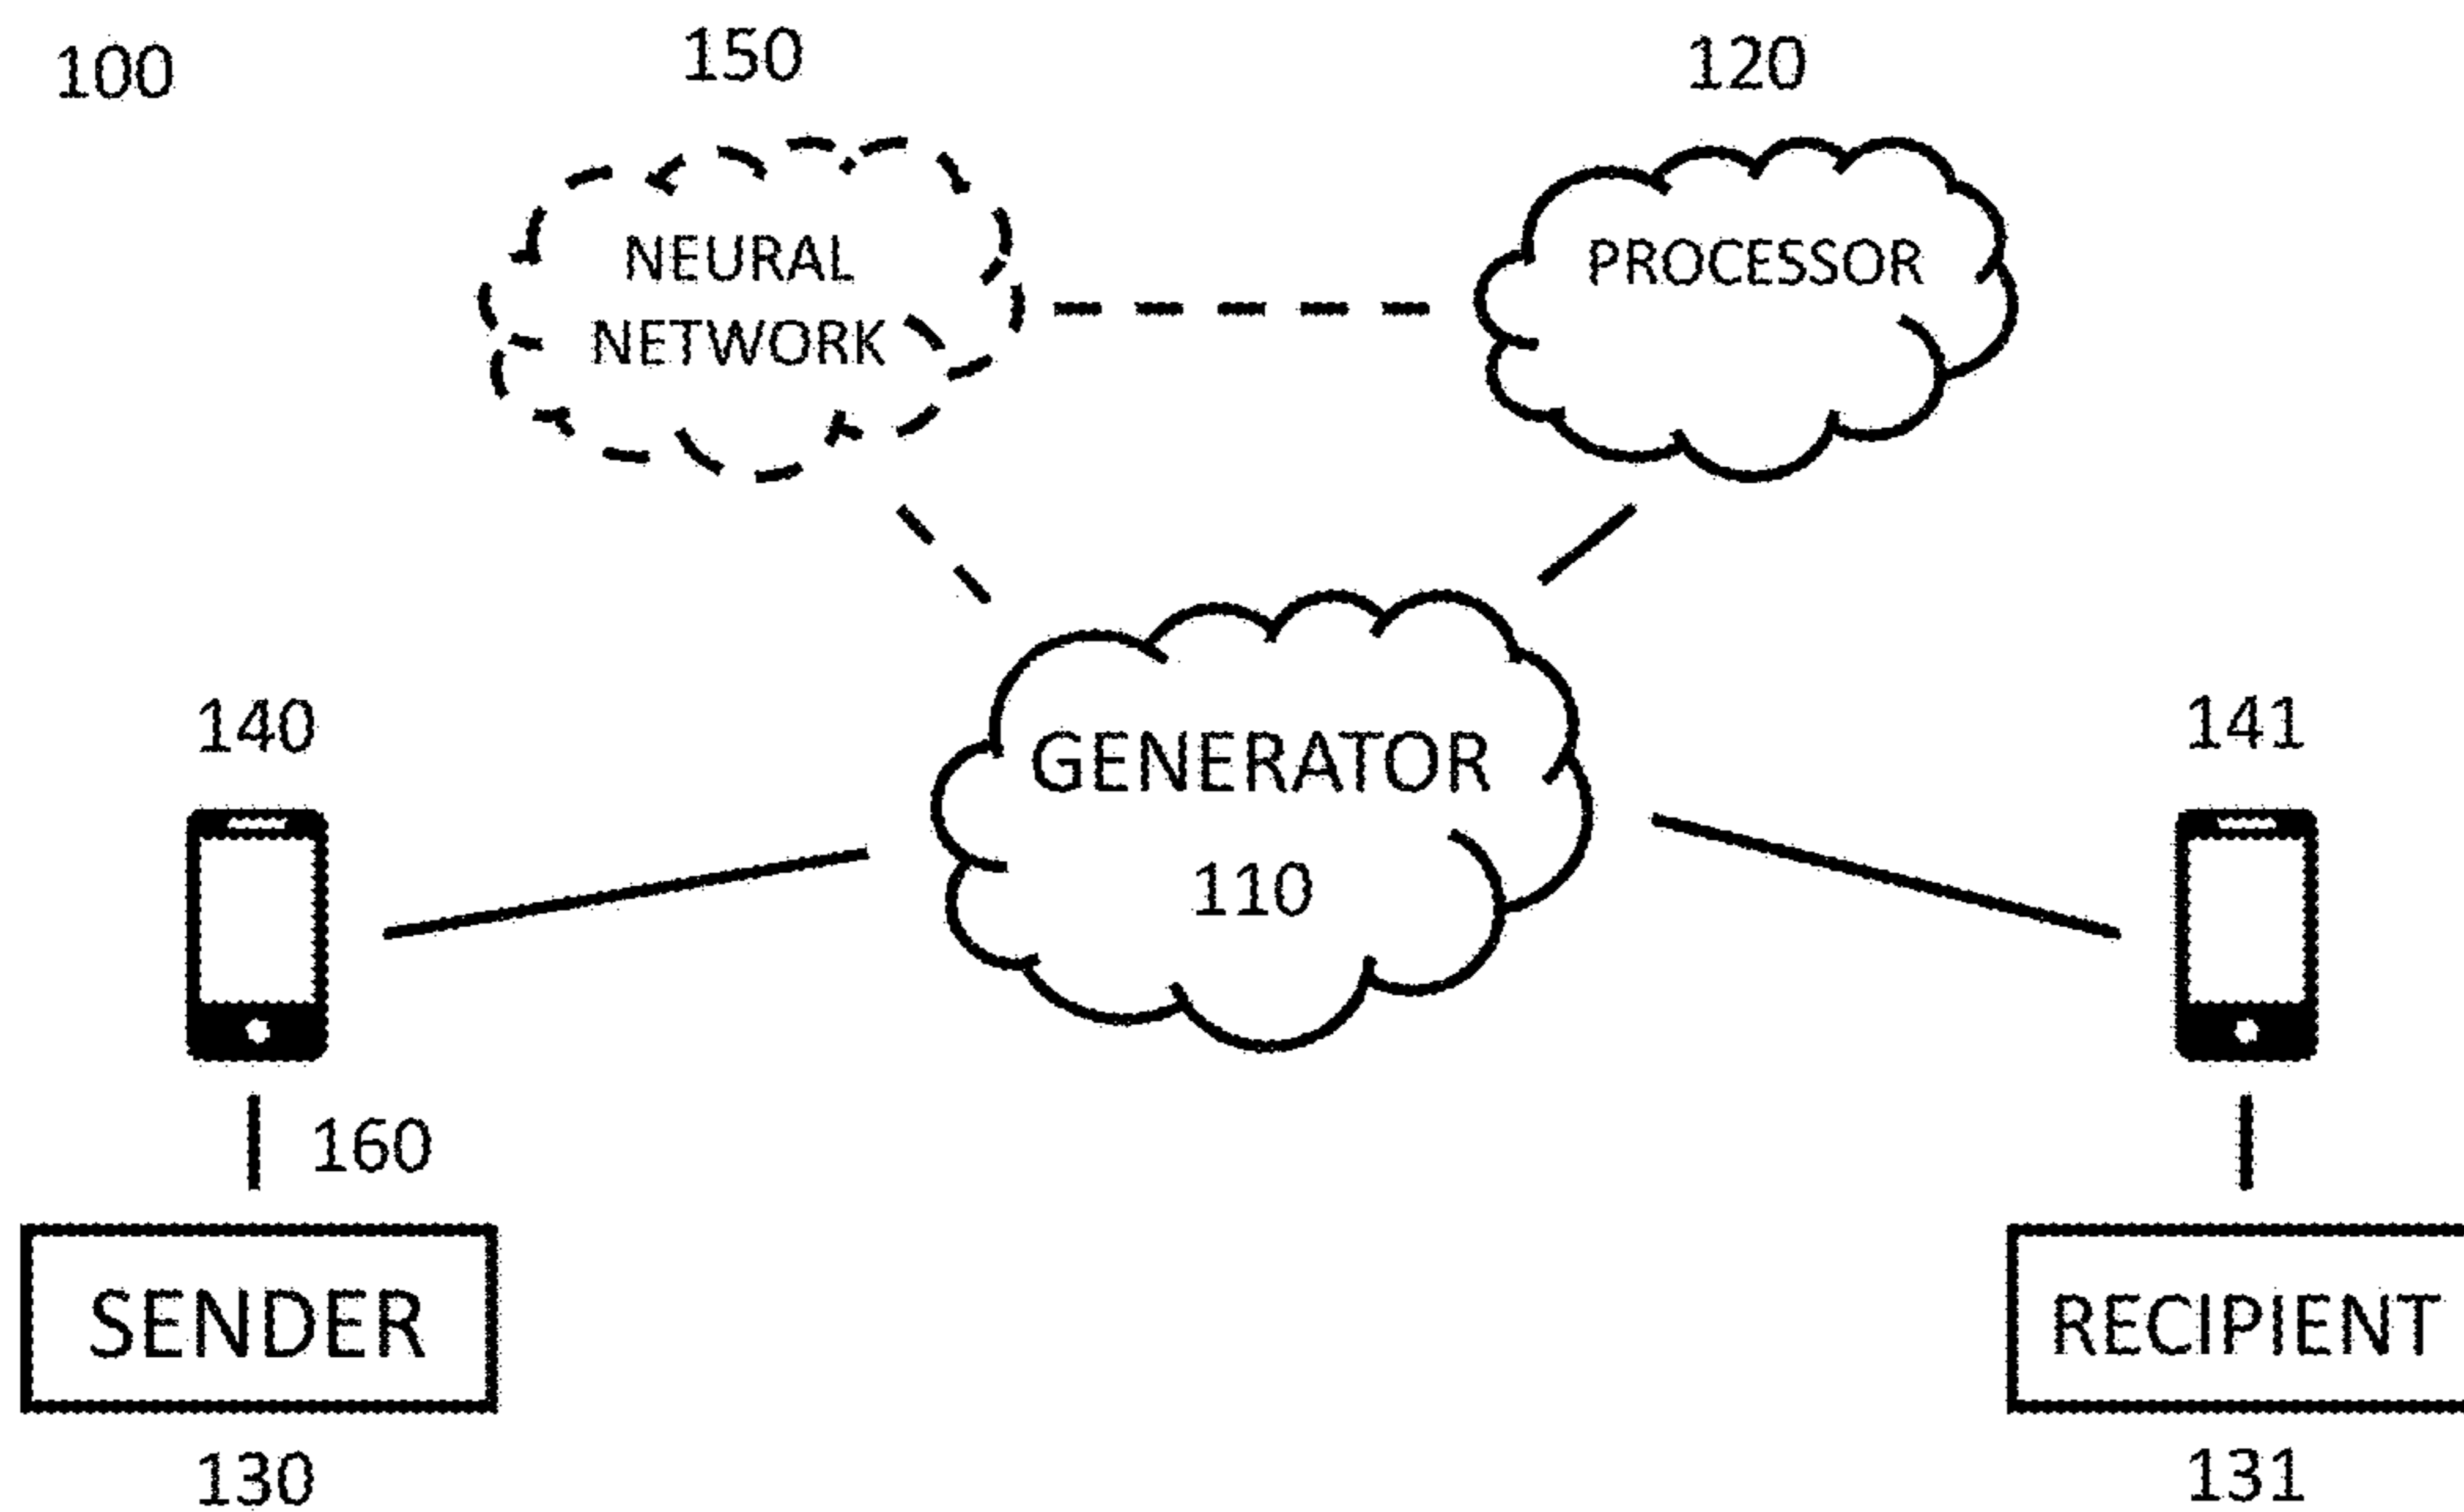 100
150
120
NEURAL
NETWORK
PROCESSOR
GENERATOR
110
140
141
160
SENDER
RECIPIENT
130
131